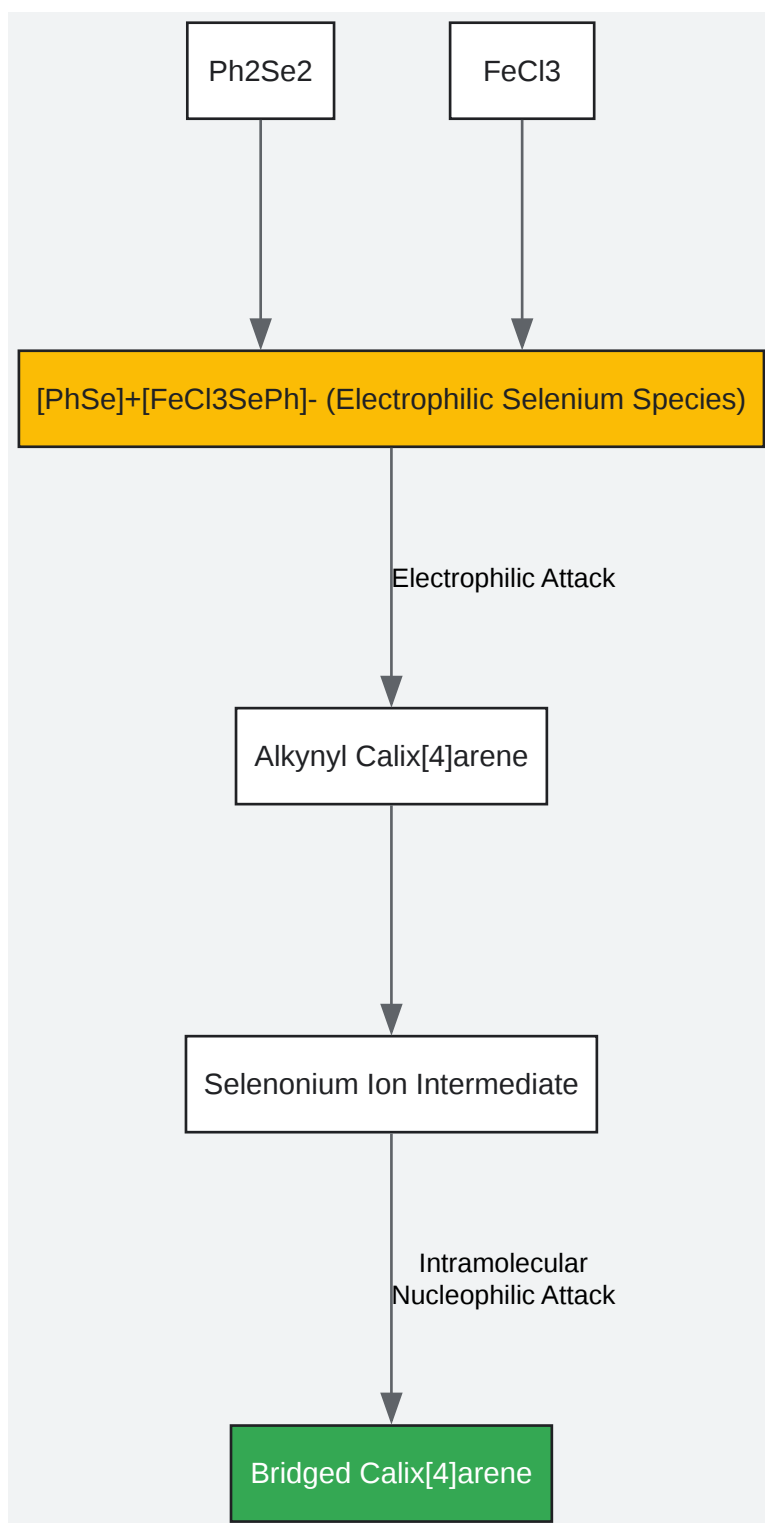 Ph2Se2
FeCl3
[PhSe]+[FeCl3SePh]- (Electrophilic Selenium Species)
Electrophilic Attack
Alkynyl Calix[4]arene
Selenonium Ion Intermediate
Intramolecular
Nucleophilic Attack
Bridged Calix[4]arene